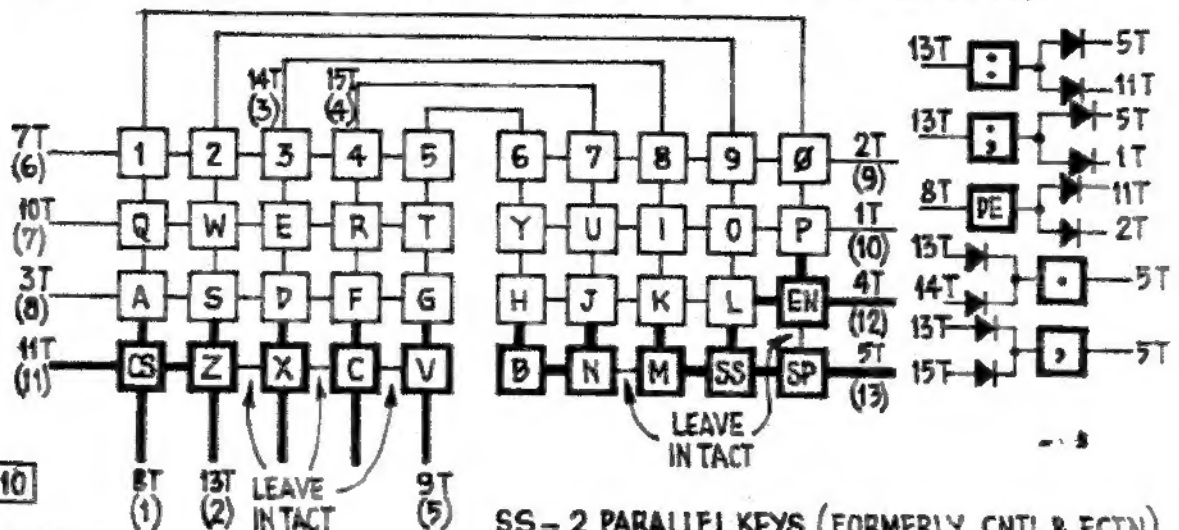 14T
(3)
15T
(4)
7T
(6)
1 2 3 4 5 6 7 8 9 Ø
2T
(9)
10T
(7)
Q W E R T Y U I O P
1T
(10)
3T
(8)
A S D F G H J K L EN
4T
(12)
11T
(11)
CS Z X C V B N M SS SP
5T
(13)
8T
(1)
13T
(2)
LEAVE
IN TACT
9T
(5)
LEAVE
IN TACT
13T : 5T
11T
13T ; 5T
1T
8T DE 11T
2T
13T
14T . 5T
13T
15T , 5T
10
SS - 2 PARALLEL KEYS (FORMERLY CNTL & FCTN)